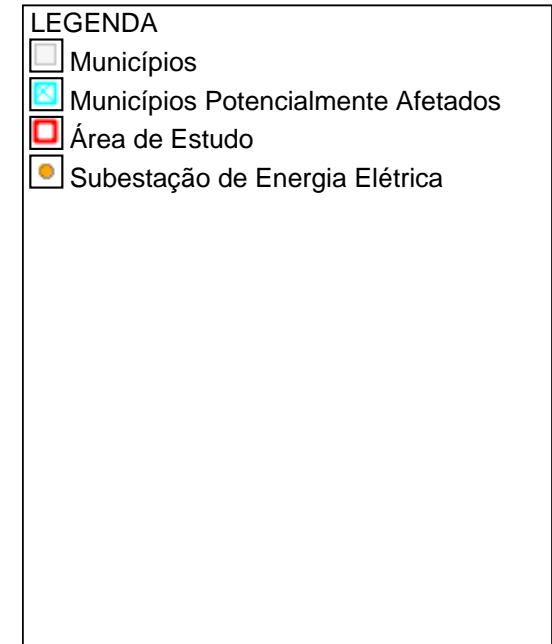 LEGENDA
Municípios
Municípios Potencialmente Afetados
Área de Estudo
Subestação de Energia Elétrica